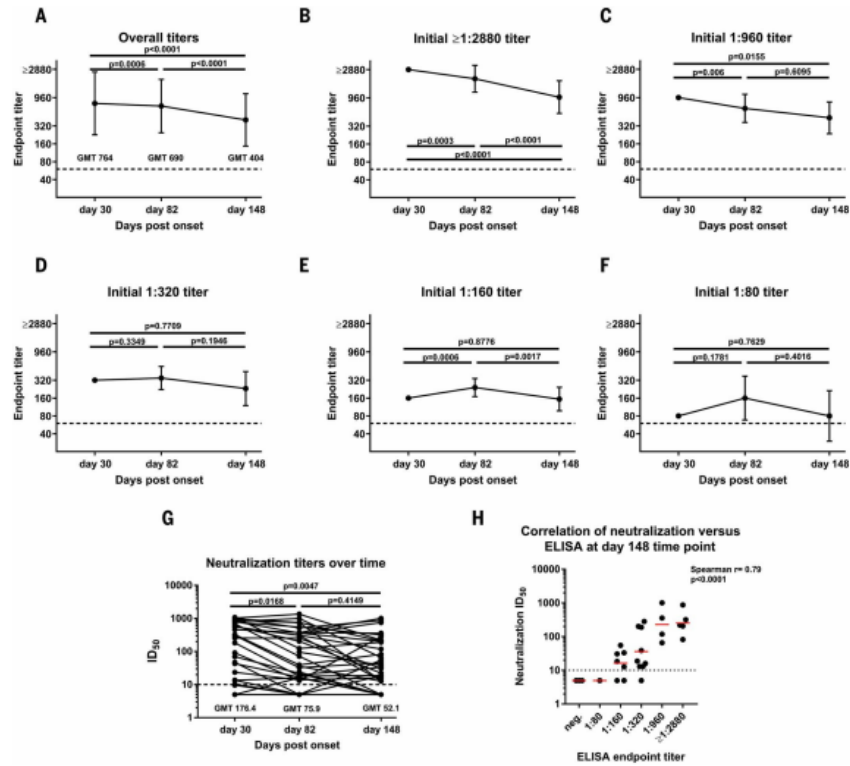 A
Overall titers
p<0.0001
p=0.0006
p<0.0001
≥2880
960
320
160
80
40
Endpoint titer
GMT 764
GMT 690
GMT 404
day 30
day 82
day 148
Days post onset
B
Initial ≥1:2880 titer
≥2880
960
320
160
80
40
Endpoint titer
p=0.0003
p<0.0001
p<0.0001
day 30
day 82
day 148
Days post onset
C
Initial 1:960 titer
p=0.0155
p=0.006
p=0.6095
≥2880
960
320
160
80
40
Endpoint titer
day 30
day 82
day 148
Days post onset
D
Initial 1:320 titer
p=0.7709
p=0.3349
p=0.1946
≥2880
960
320
160
80
40
Endpoint titer
day 30
day 82
day 148
Days post onset
E
Initial 1:160 titer
p=0.8776
p=0.0006
p=0.0017
≥2880
960
320
160
80
40
Endpoint titer
day 30
day 82
day 148
Days post onset
F
Initial 1:80 titer
p=0.7629
p=0.1781
p=0.4016
≥2880
960
320
160
80
40
Endpoint titer
day 30
day 82
day 148
Days post onset
G
Neutralization titers over time
p=0.0047
p=0.0168
p=0.4149
10000
1000
100
10
1
ID50
GMT 176.4
GMT 75.9
GMT 52.1
day 30
day 82
day 148
Days post onset
H
Correlation of neutralization versus
ELISA at day 148 time point
Spearman r= 0.79
p<0.0001
10000
1000
100
10
1
Neutralization ID50
neg.
1:80
1:160
1:320
1:960
≥1:2880
ELISA endpoint titer